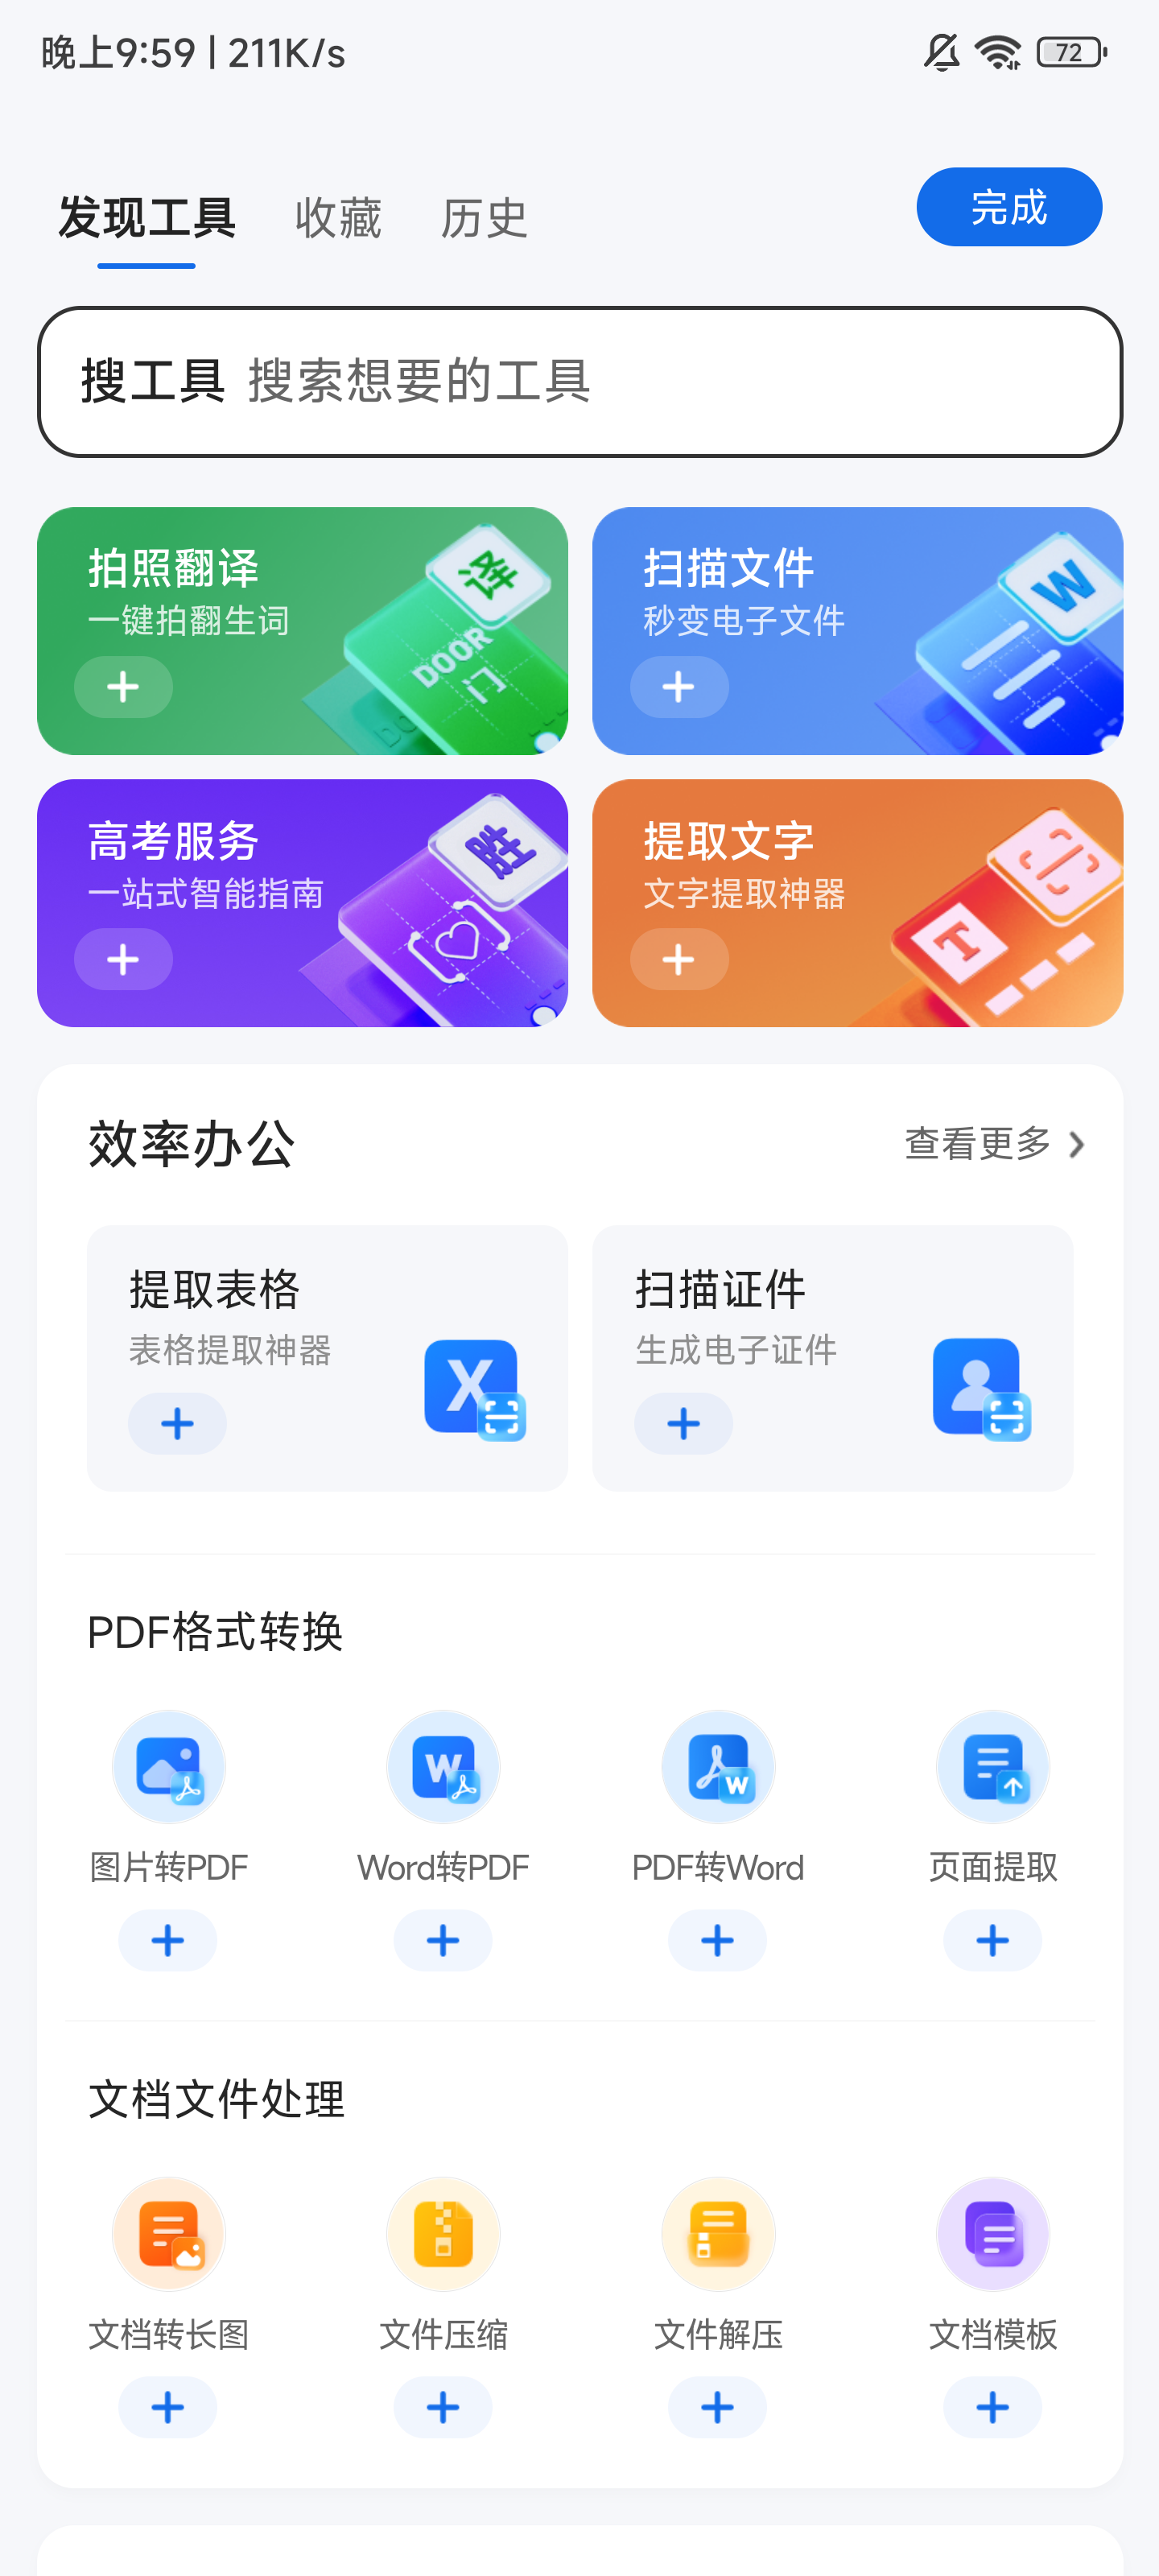 晚上9:59 | 211K/s
72
发现工具 收藏 历史 完成
搜工具 搜索想要的工具
拍照翻译
一键拍翻生词
译
DOOR
门
扫描文件
秒变电子文件
W
高考服务
一站式智能指南
胜
提取文字
文字提取神器
T
效率办公 查看更多
提取表格
表格提取神器
X
扫描证件
生成电子证件
PDF格式转换
W
W
图片转PDF Word转PDF PDF转Word 页面提取
文档文件处理
文档转长图 文件压缩 文件解压 文档模板